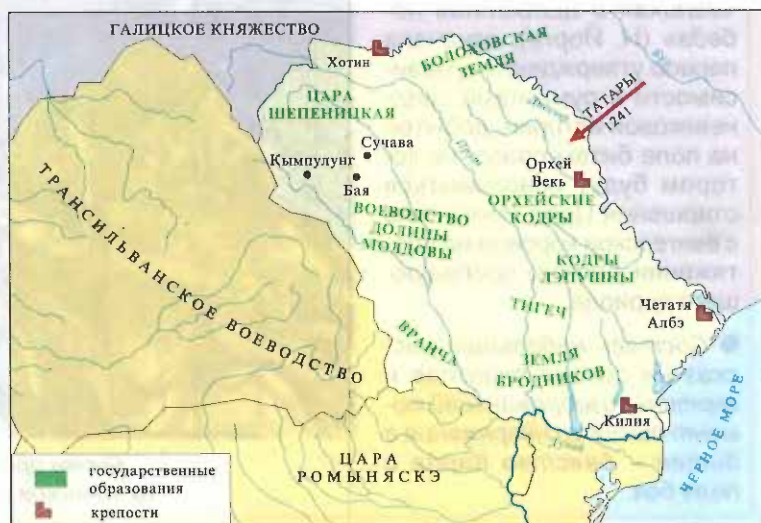 ГАЛИЦКОЕ КНЯЖЕСТВО
Хотин
БОЛОХОВСКАЯ
ЗЕМЛЯ
ТАТАРЫ
1241
ЦАРА
ШЕПЕНИЦКАЯ
Сучава
Кымпулунг
Бая
Орхей
Векь
ОРХЕЙСКИЕ
КОДРЫ
ВОЕВОДСТВО
ДОЛИНЫ
МОЛДОВЫ
ТРАНСИЛЬВАНСКОЕ ВОЕВОДСТВО
КОДРЫ
ЛЭПУШНЫ
ТИГЕЧ
Четатя
Албэ
ВРАНЧА
ЗЕМЛЯ
БРОДНИКОВ
Килия
ЦАРА
РОМЫНЯСКЭ
ЧЕРНОЕ МОРЕ
государственные
образования
крепости